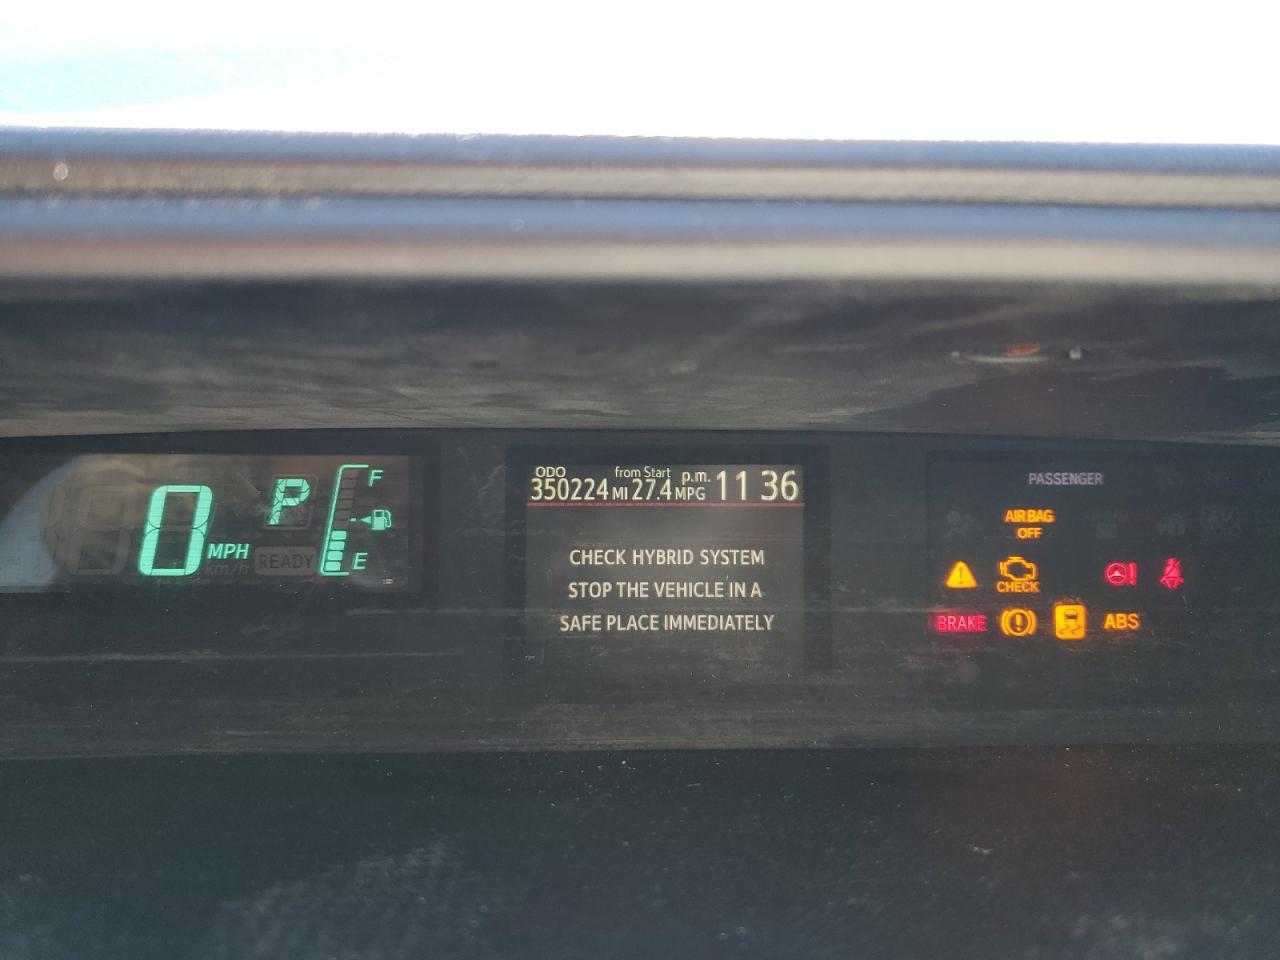 0 MPH
km/h
P
READY
F
E
ODO from Start p.m.
350224 MI 27.4 MPG 11 36
CHECK HYBRID SYSTEM
STOP THE VEHICLE IN A
SAFE PLACE IMMEDIATELY
PASSENGER
AIR BAG
OFF
CHECK
BRAKE
ABS